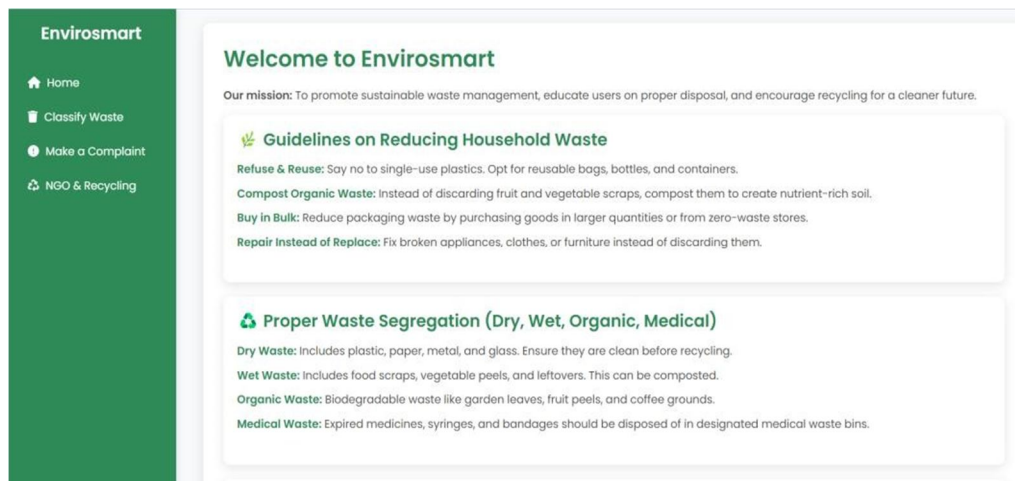 Envirosmart
Home
Classify Waste
Make a Complaint
NGO & Recycling
Welcome to Envirosmart
Our mission: To promote sustainable waste management, educate users on proper disposal, and encourage recycling for a cleaner future.
Guidelines on Reducing Household Waste
Refuse & Reuse: Say no to single-use plastics. Opt for reusable bags, bottles, and containers.
Compost Organic Waste: Instead of discarding fruit and vegetable scraps, compost them to create nutrient-rich soil.
Buy in Bulk: Reduce packaging waste by purchasing goods in larger quantities or from zero-waste stores.
Repair Instead of Replace: Fix broken appliances, clothes, or furniture instead of discarding them.
Proper Waste Segregation (Dry, Wet, Organic, Medical)
Dry Waste: Includes plastic, paper, metal, and glass. Ensure they are clean before recycling.
Wet Waste: Includes food scraps, vegetable peels, and leftovers. This can be composted.
Organic Waste: Biodegradable waste like garden leaves, fruit peels, and coffee grounds.
Medical Waste: Expired medicines, syringes, and bandages should be disposed of in designated medical waste bins.